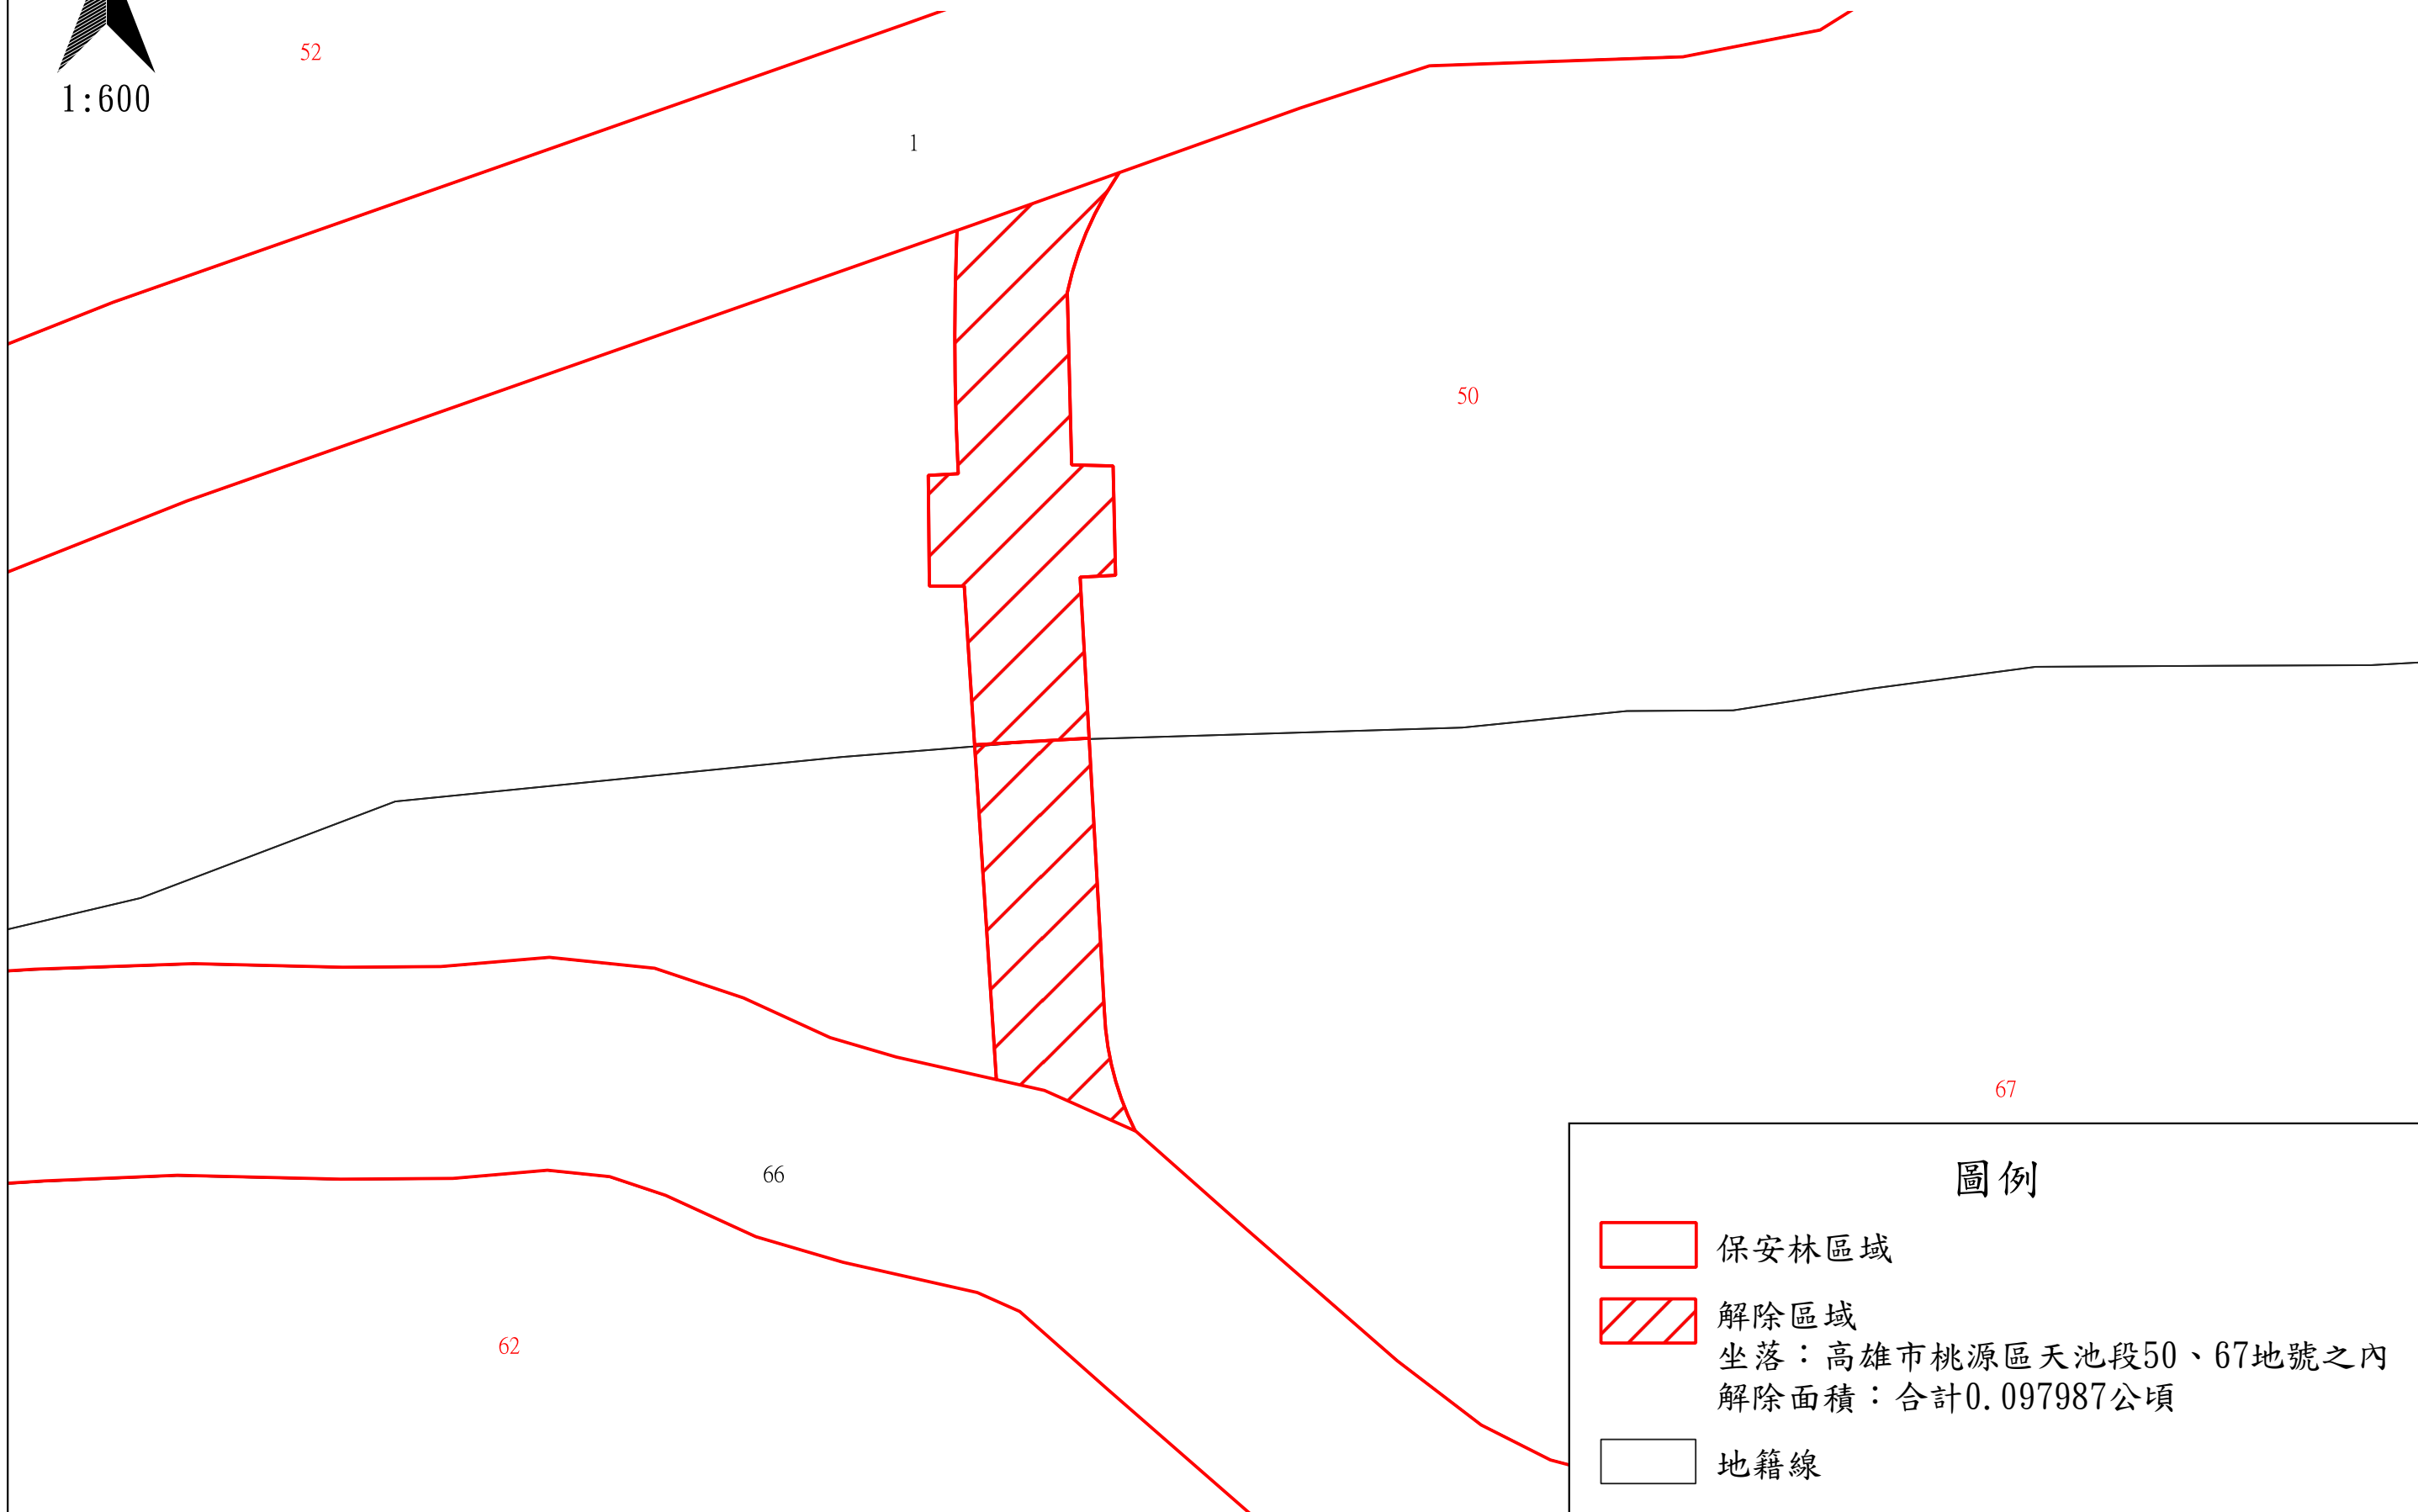 52
1:600
1
50
67
66
62
圖例
保安林區域
解除區域
坐落：高雄市桃源區天池段50、67地號之內
解除面積：合計0.097987公頃
地籍線